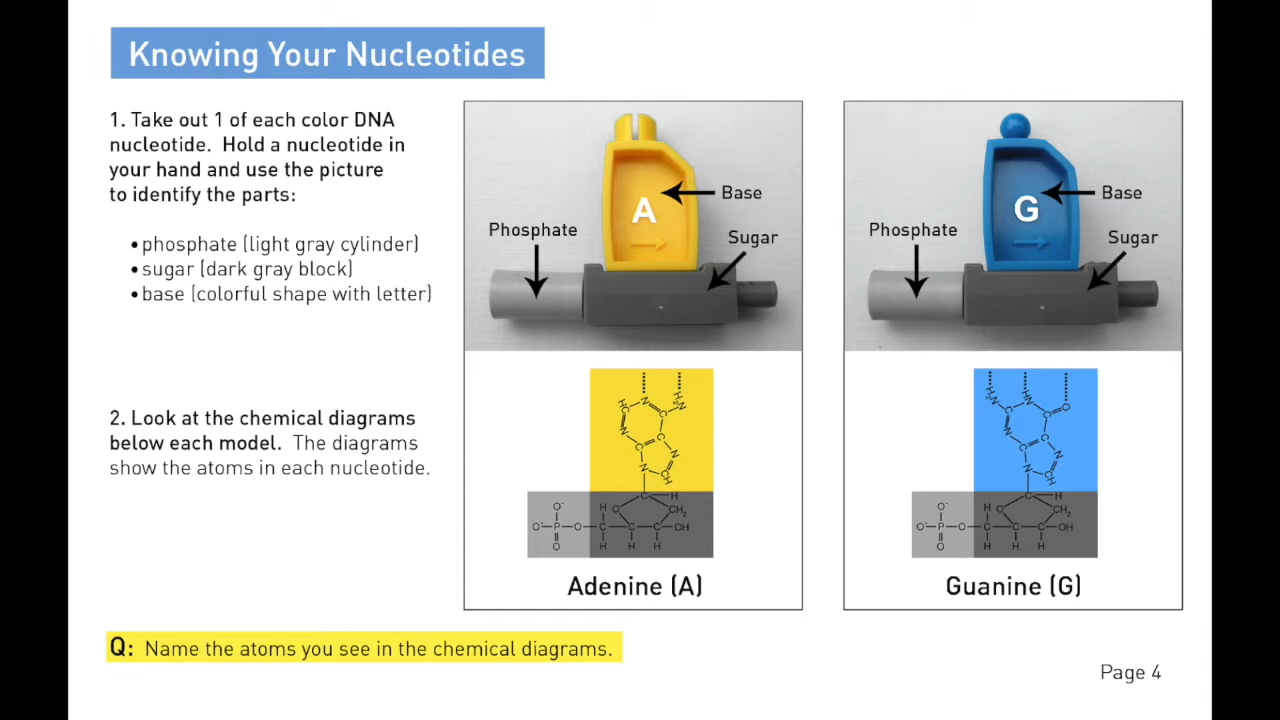 Knowing Your Nucleotides
1. Take out 1 of each color DNA
nucleotide. Hold a nucleotide in
your hand and use the picture
to identify the parts:
• phosphate (light gray cylinder)
• sugar (dark gray block)
• base (colorful shape with letter)
2. Look at the chemical diagrams
below each model. The diagrams
show the atoms in each nucleotide.
A
Base
Phosphate
Sugar
Adenine (A)
G
Base
Phosphate
Sugar
Guanine (G)
Q: Name the atoms you see in the chemical diagrams.
Page 4